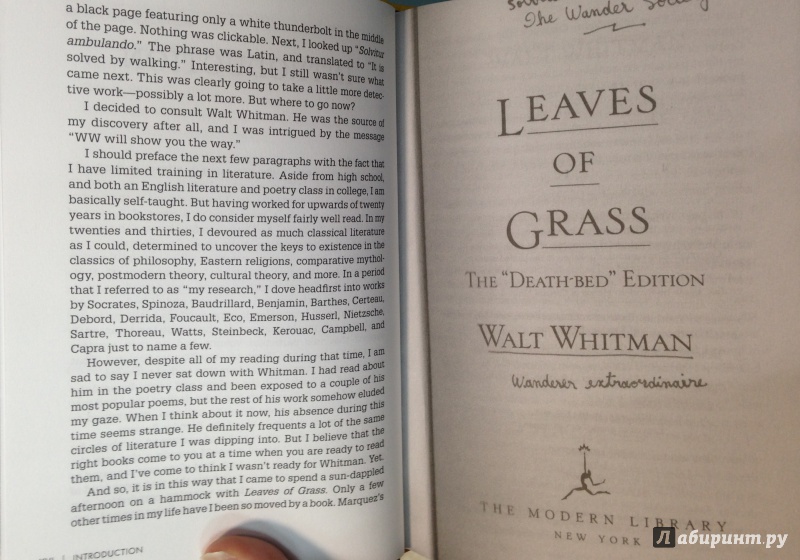 a black page featuring only a white thunderbolt in the middle
of the page. Nothing was clickable. Next, I looked up “Solvitur
ambulando.” The phrase was Latin, and translated to “It is
solved by walking.” Interesting, but I still wasn’t sure what
came next. This was clearly going to take a little more detec-
tive work—possibly a lot more. But where to go now?
I decided to consult Walt Whitman. He was the source of
my discovery after all, and I was intrigued by the message
“WW will show you the way.”
I should preface the next few paragraphs with the fact that
I have limited training in literature. Aside from high school,
and both an English literature and poetry class in college, I am
basically self-taught. But having worked for upwards of twenty
years in bookstores, I do consider myself fairly well read. In my
twenties and thirties, I devoured as much classical literature
as I could, determined to uncover the keys to existence in the
classics of philosophy, Eastern religions, comparative mythol-
ogy, postmodern theory, cultural theory, and more. In a period
that I referred to as “my research,” I dove headfirst into works
by Socrates, Spinoza, Baudrillard, Benjamin, Barthes, Certeau,
Debord, Derrida, Foucault, Eco, Emerson, Husserl, Nietzsche,
Sartre, Thoreau, Watts, Steinbeck, Kerouac, Campbell, and
Capra just to name a few.
However, despite all of my reading during that time, I am
sad to say I never sat down with Whitman. I had read about
him in the poetry class and been exposed to a couple of his
most popular poems, but the rest of his work somehow eluded
my gaze. When I think about it now, his absence during this
time seems strange. He definitely frequents a lot of the same
circles of literature I was dipping into. But I believe that the
right books come to you at a time when you are ready to read
them, and I’ve come to think I wasn’t ready for Whitman. Yet.
And so, it is in this way that I came to spend a sun-dappled
afternoon on a hammock with Leaves of Grass. Only a few
other times in my life have I been so moved by a book. Marquez’s
| INTRODUCTION
The Wander Society
LEAVES
OF
GRASS
THE “DEATH-BED” EDITION
WALT WHITMAN
Wanderer extraordinaire
THE MODERN LIBRARY
NEW YORK
Лабиринт.ру